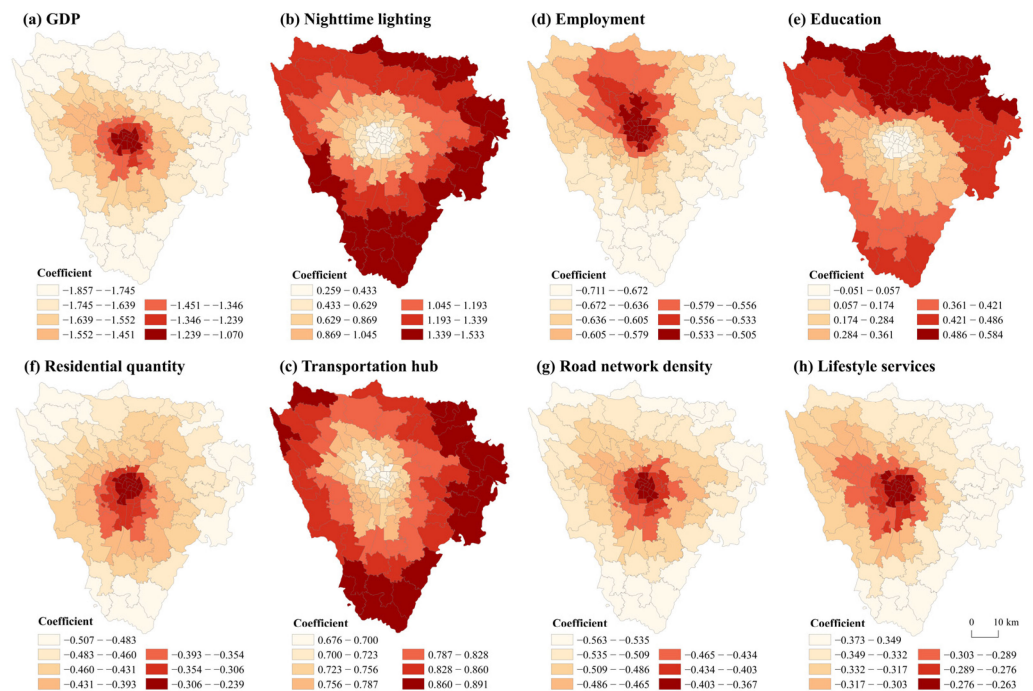 (a) GDP
(b) Nighttime lighting
(d) Employment
(e) Education
Coefficient
−1.857 – −1.745
−1.745 – −1.639
−1.639 – −1.552
−1.552 – −1.451
−1.451 – −1.346
−1.346 – −1.239
−1.239 – −1.070
Coefficient
0.259 – 0.433
0.433 – 0.629
0.629 – 0.869
0.869 – 1.045
1.045 – 1.193
1.193 – 1.339
1.339 – 1.533
Coefficient
−0.711 – −0.672
−0.672 – −0.636
−0.636 – −0.605
−0.605 – −0.579
−0.579 – −0.556
−0.556 – −0.533
−0.533 – −0.505
Coefficient
−0.051 – 0.057
0.057 – 0.174
0.174 – 0.284
0.284 – 0.361
0.361 – 0.421
0.421 – 0.486
0.486 – 0.584
(f) Residential quantity
(c) Transportation hub
(g) Road network density
(h) Lifestyle services
Coefficient
−0.507 – −0.483
−0.483 – −0.460
−0.460 – −0.431
−0.431 – −0.393
−0.393 – −0.354
−0.354 – −0.306
−0.306 – −0.239
Coefficient
0.676 – 0.700
0.700 – 0.723
0.723 – 0.756
0.756 – 0.787
0.787 – 0.828
0.828 – 0.860
0.860 – 0.891
Coefficient
−0.563 – −0.535
−0.535 – −0.509
−0.509 – −0.486
−0.486 – −0.465
−0.465 – −0.434
−0.434 – −0.403
−0.403 – −0.367
0 10 km
Coefficient
−0.373 – −0.349
−0.349 – −0.332
−0.332 – −0.317
−0.317 – −0.303
−0.303 – −0.289
−0.289 – −0.276
−0.276 – −0.263